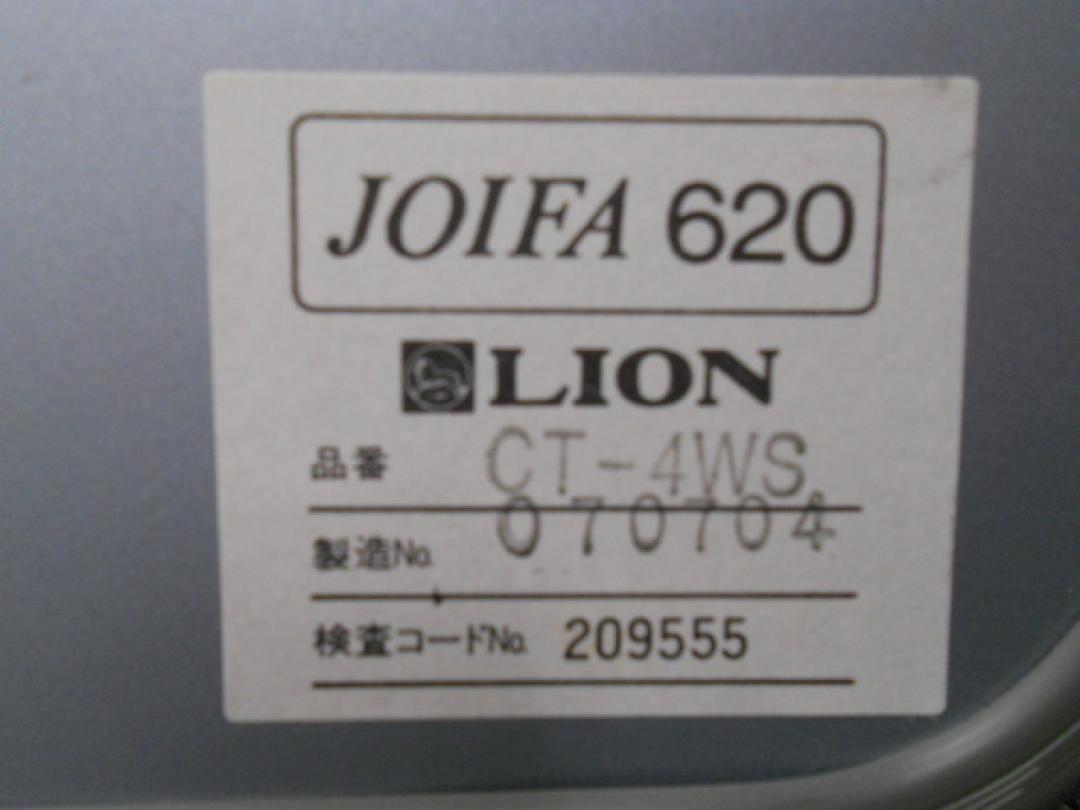 JOIFA 620
LION
品番 CT-4WS
製造No. 070704
検査コードNo. 209555